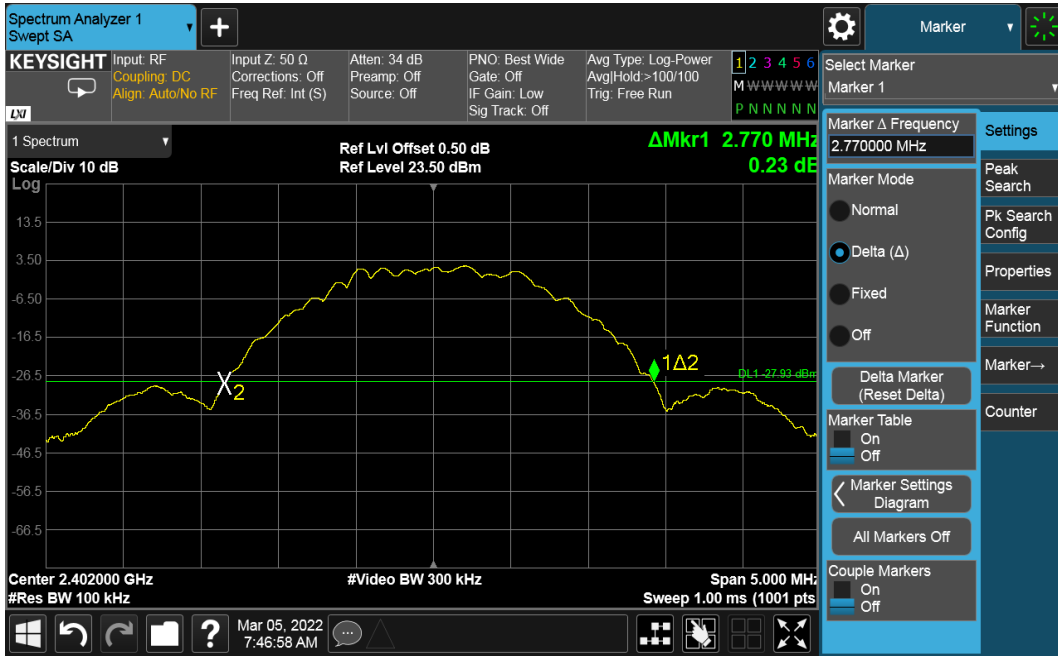 Spectrum Analyzer 1
Swept SA
Marker
KEYSIGHT
LXI
Input: RF
Coupling: DC
Align: Auto/No RF
Input Z: 50 Ω
Corrections: Off
Freq Ref: Int (S)
Atten: 34 dB
Preamp: Off
Source: Off
PNO: Best Wide
Gate: Off
IF Gain: Low
Sig Track: Off
Avg Type: Log-Power
Avg|Hold:>100/100
Trig: Free Run
1 2 3 4 5 6
M W W W W W
P N N N N N
Select Marker
Marker 1
1 Spectrum
Scale/Div 10 dB
Log
Ref Lvl Offset 0.50 dB
Ref Level 23.50 dBm
ΔMkr1 2.770 MHz
0.23 dB
13.5
3.50
-6.50
-16.5
-26.5
-36.5
-46.5
-56.5
-66.5
2
1Δ2
DL1 -27.93 dBm
Center 2.402000 GHz
#Res BW 100 kHz
#Video BW 300 kHz
Span 5.000 MHz
Sweep 1.00 ms (1001 pts
Marker Δ Frequency
2.770000 MHz
Marker Mode
Normal
Delta (Δ)
Fixed
Off
Delta Marker
(Reset Delta)
Marker Table
On
Off
Marker Settings
Diagram
All Markers Off
Couple Markers
On
Off
Settings
Peak
Search
Pk Search
Config
Properties
Marker
Function
Marker→
Counter
?
Mar 05, 2022
7:46:58 AM